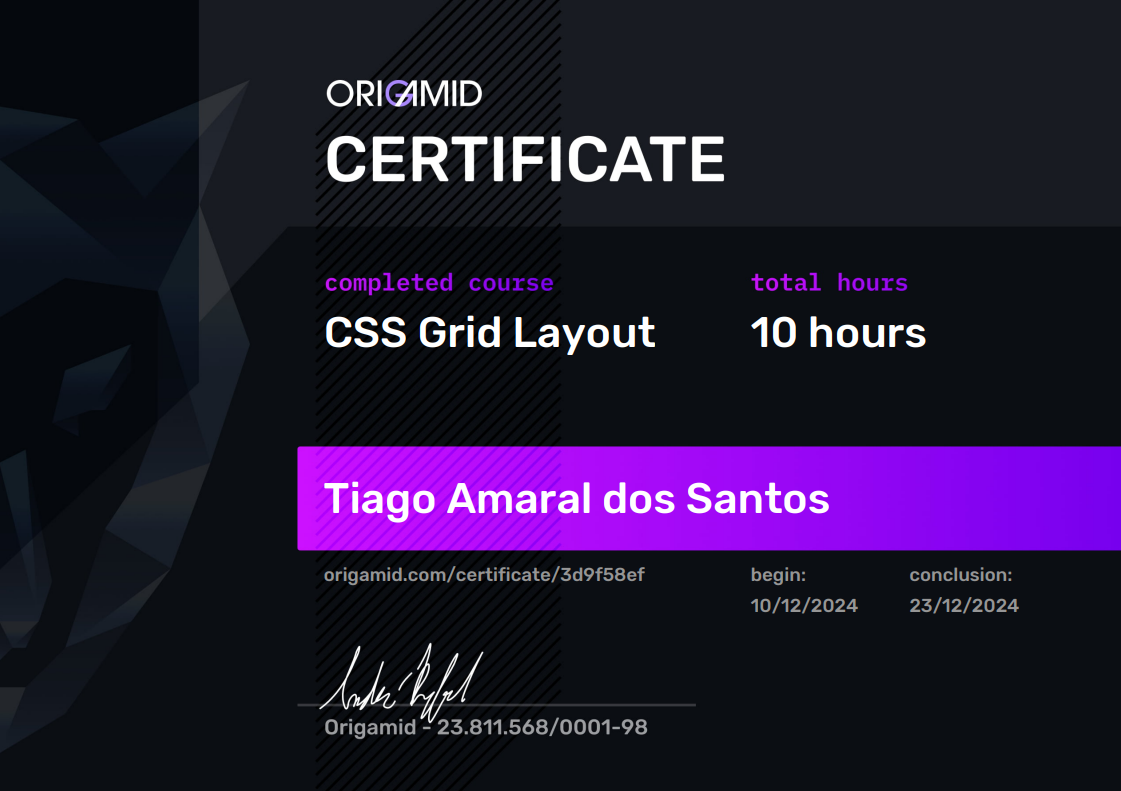 ORIGAMID
CERTIFICATE
completed course
CSS Grid Layout
total hours
10 hours
Tiago Amaral dos Santos
origamid.com/certificate/3d9f58ef
begin:
10/12/2024
conclusion:
23/12/2024
Origamid - 23.811.568/0001-98